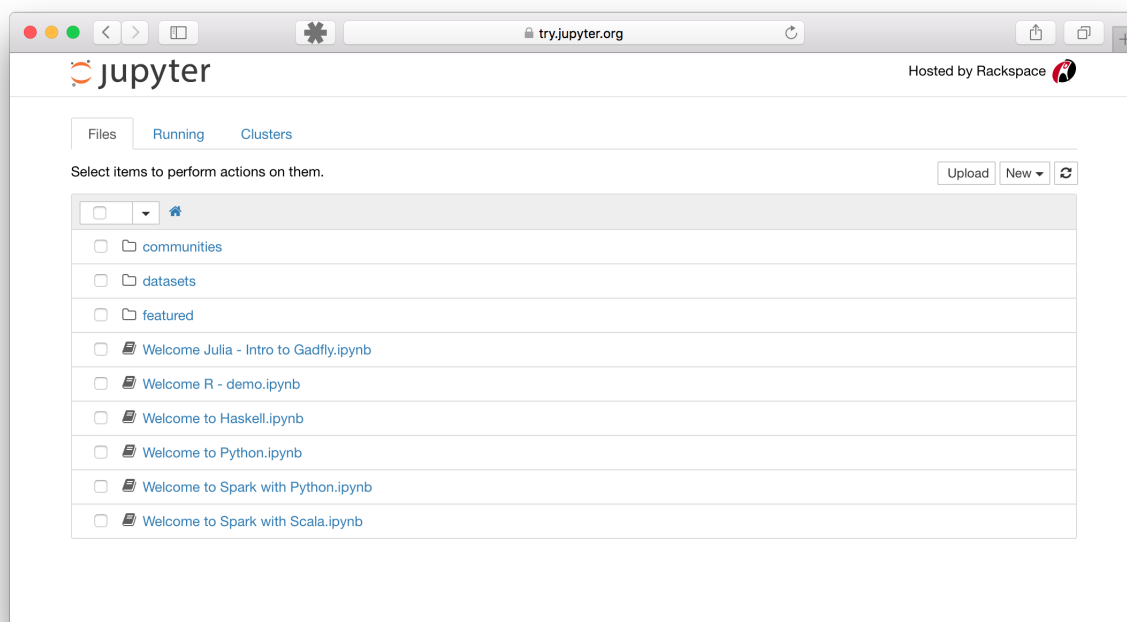 try.jupyter.org
jupyter
Hosted by Rackspace
Files Running Clusters
Select items to perform actions on them.
Upload New
communities
datasets
featured
Welcome Julia - Intro to Gadfly.ipynb
Welcome R - demo.ipynb
Welcome to Haskell.ipynb
Welcome to Python.ipynb
Welcome to Spark with Python.ipynb
Welcome to Spark with Scala.ipynb